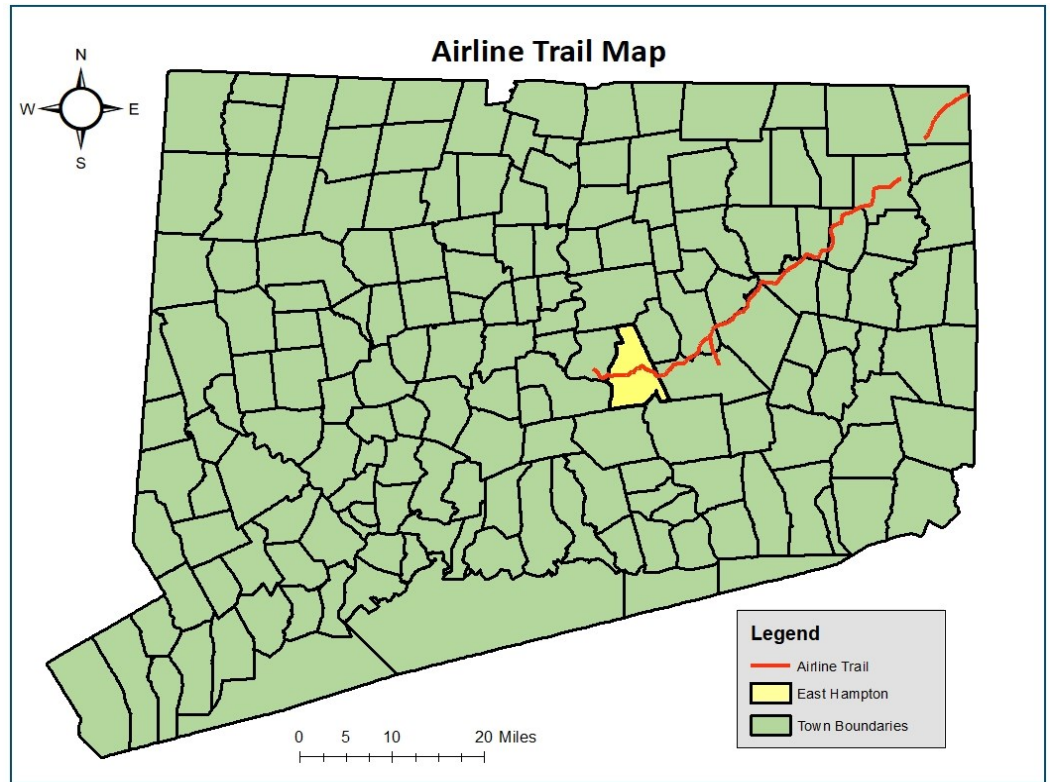 Airline Trail Map
N
W E
S
Legend
Airline Trail
East Hampton
Town Boundaries
0 5 10 20 Miles